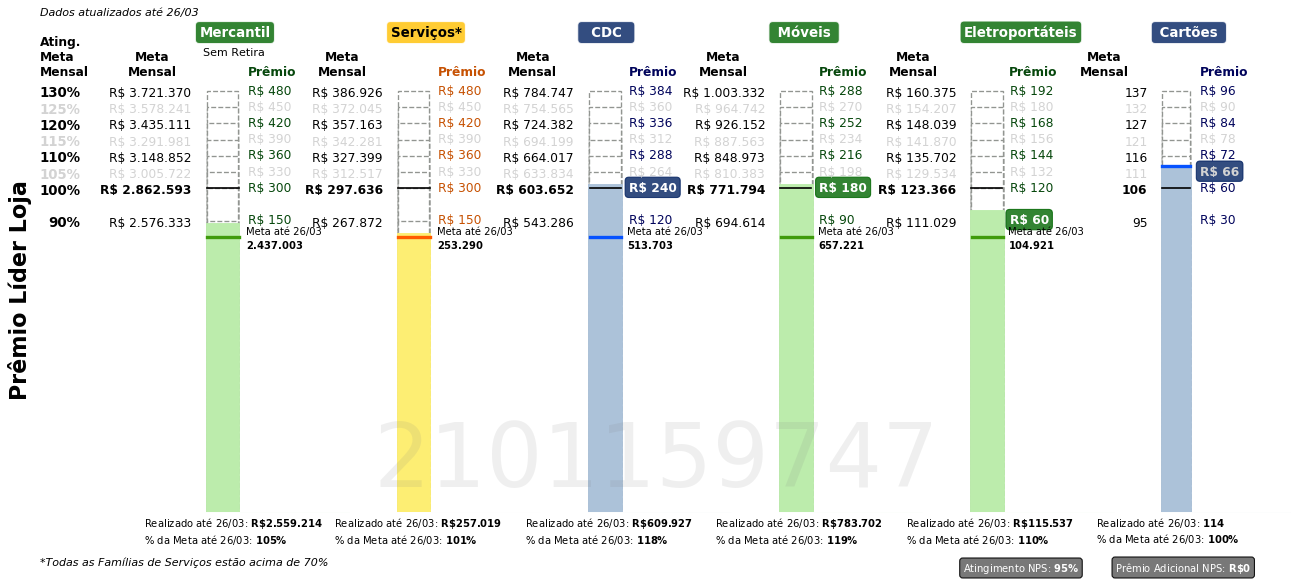 Dados atualizados até 26/03
Mercantil Serviços* CDC Móveis Eletroportáteis Cartões
Sem Retira
Ating. Meta Mensal
Meta Mensal Prêmio Meta Mensal Prêmio Meta Mensal Prêmio Meta Mensal Prêmio Meta Mensal Prêmio Meta Mensal Prêmio
130% R$ 3.721.370 R$ 480 R$ 386.926 R$ 480 R$ 784.747 R$ 384 R$ 1.003.332 R$ 288 R$ 160.375 R$ 192 137 R$ 96
125% R$ 3.578.241 R$ 450 R$ 372.045 R$ 450 R$ 754.565 R$ 360 R$ 964.742 R$ 270 R$ 154.207 R$ 180 132 R$ 90
120% R$ 3.435.111 R$ 420 R$ 357.163 R$ 420 R$ 724.382 R$ 336 R$ 926.152 R$ 252 R$ 148.039 R$ 168 127 R$ 84
115% R$ 3.291.981 R$ 390 R$ 342.281 R$ 390 R$ 694.199 R$ 312 R$ 887.563 R$ 234 R$ 141.870 R$ 156 121 R$ 78
110% R$ 3.148.852 R$ 360 R$ 327.399 R$ 360 R$ 664.017 R$ 288 R$ 848.973 R$ 216 R$ 135.702 R$ 144 116 R$ 72
105% R$ 3.005.722 R$ 330 R$ 312.517 R$ 330 R$ 633.834 R$ 264 R$ 810.383 R$ 198 R$ 129.534 R$ 132 111 R$ 66
100% R$ 2.862.593 R$ 300 R$ 297.636 R$ 300 R$ 603.652 R$ 240 R$ 771.794 R$ 180 R$ 123.366 R$ 120 106 R$ 60
90% R$ 2.576.333 R$ 150 R$ 267.872 R$ 150 R$ 543.286 R$ 120 R$ 694.614 R$ 90 R$ 111.029 R$ 60 95 R$ 30
Meta até 26/03 Meta até 26/03 Meta até 26/03 Meta até 26/03 Meta até 26/03
2.437.003 253.290 513.703 657.221 104.921
Prêmio Líder Loja
2101159747
Realizado até 26/03: R$2.559.214 Realizado até 26/03: R$257.019 Realizado até 26/03: R$609.927 Realizado até 26/03: R$783.702 Realizado até 26/03: R$115.537 Realizado até 26/03: 114
% da Meta até 26/03: 105% % da Meta até 26/03: 101% % da Meta até 26/03: 118% % da Meta até 26/03: 119% % da Meta até 26/03: 110% % da Meta até 26/03: 100%
*Todas as Famílias de Serviços estão acima de 70%
Atingimento NPS: 95% Prêmio Adicional NPS: R$0